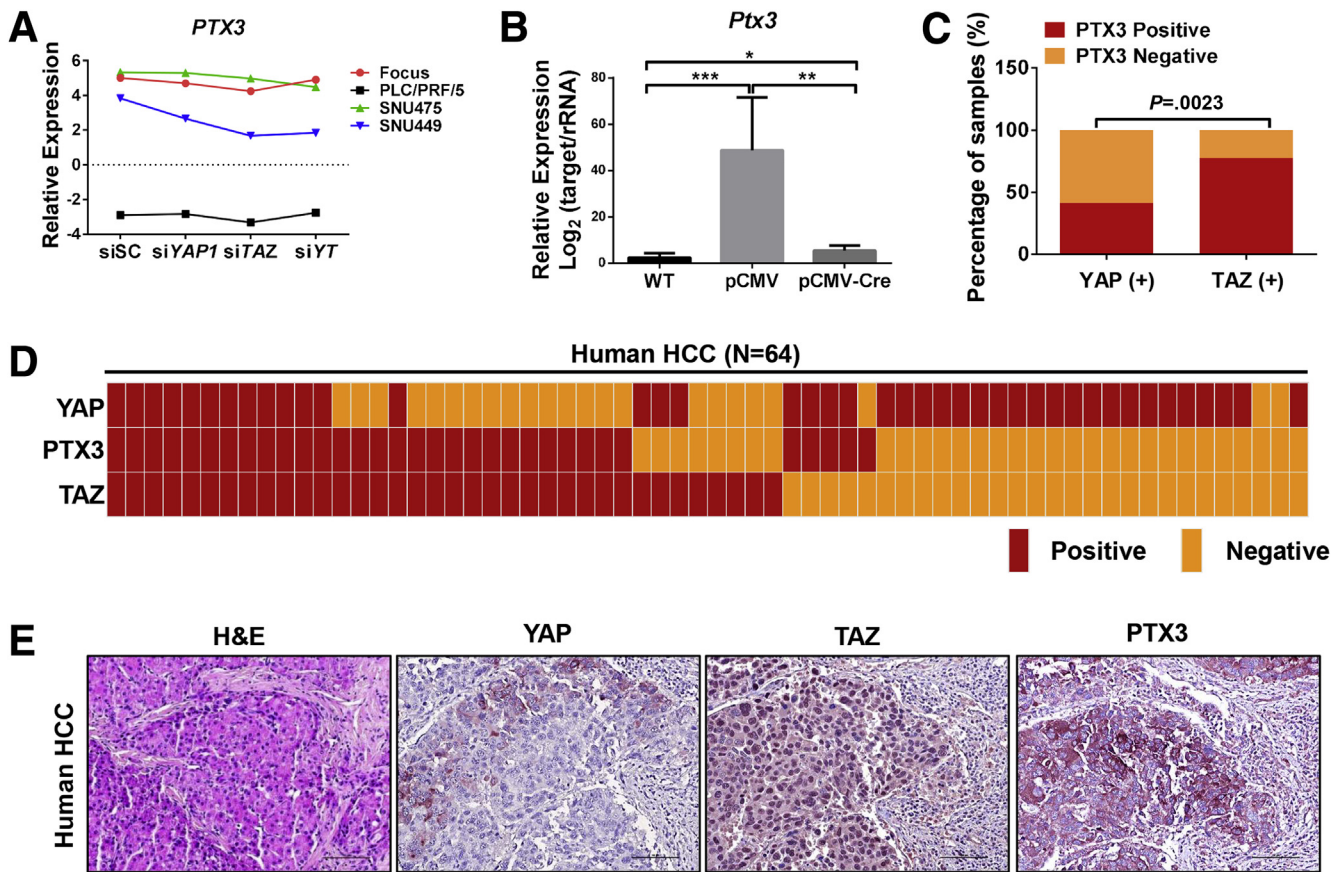 A
PTX3
Relative Expression
6
4
2
0
-2
-4
siSC
siYAP1
siTAZ
siYT
Focus
PLC/PRF/5
SNU475
SNU449
B
Ptx3
Relative Expression
Log2 (target/rRNA)
80
60
40
20
0
*
***
**
WT
pCMV
pCMV-Cre
C
PTX3 Positive
PTX3 Negative
Percentage of samples (%)
150
100
50
0
P=.0023
YAP (+)
TAZ (+)
D
Human HCC (N=64)
YAP
PTX3
TAZ
Positive
Negative
E
H&E
YAP
TAZ
PTX3
Human HCC